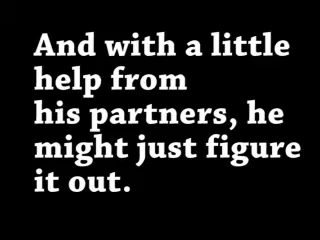 And with a little
help from
his partners, he
might just figure
it out.